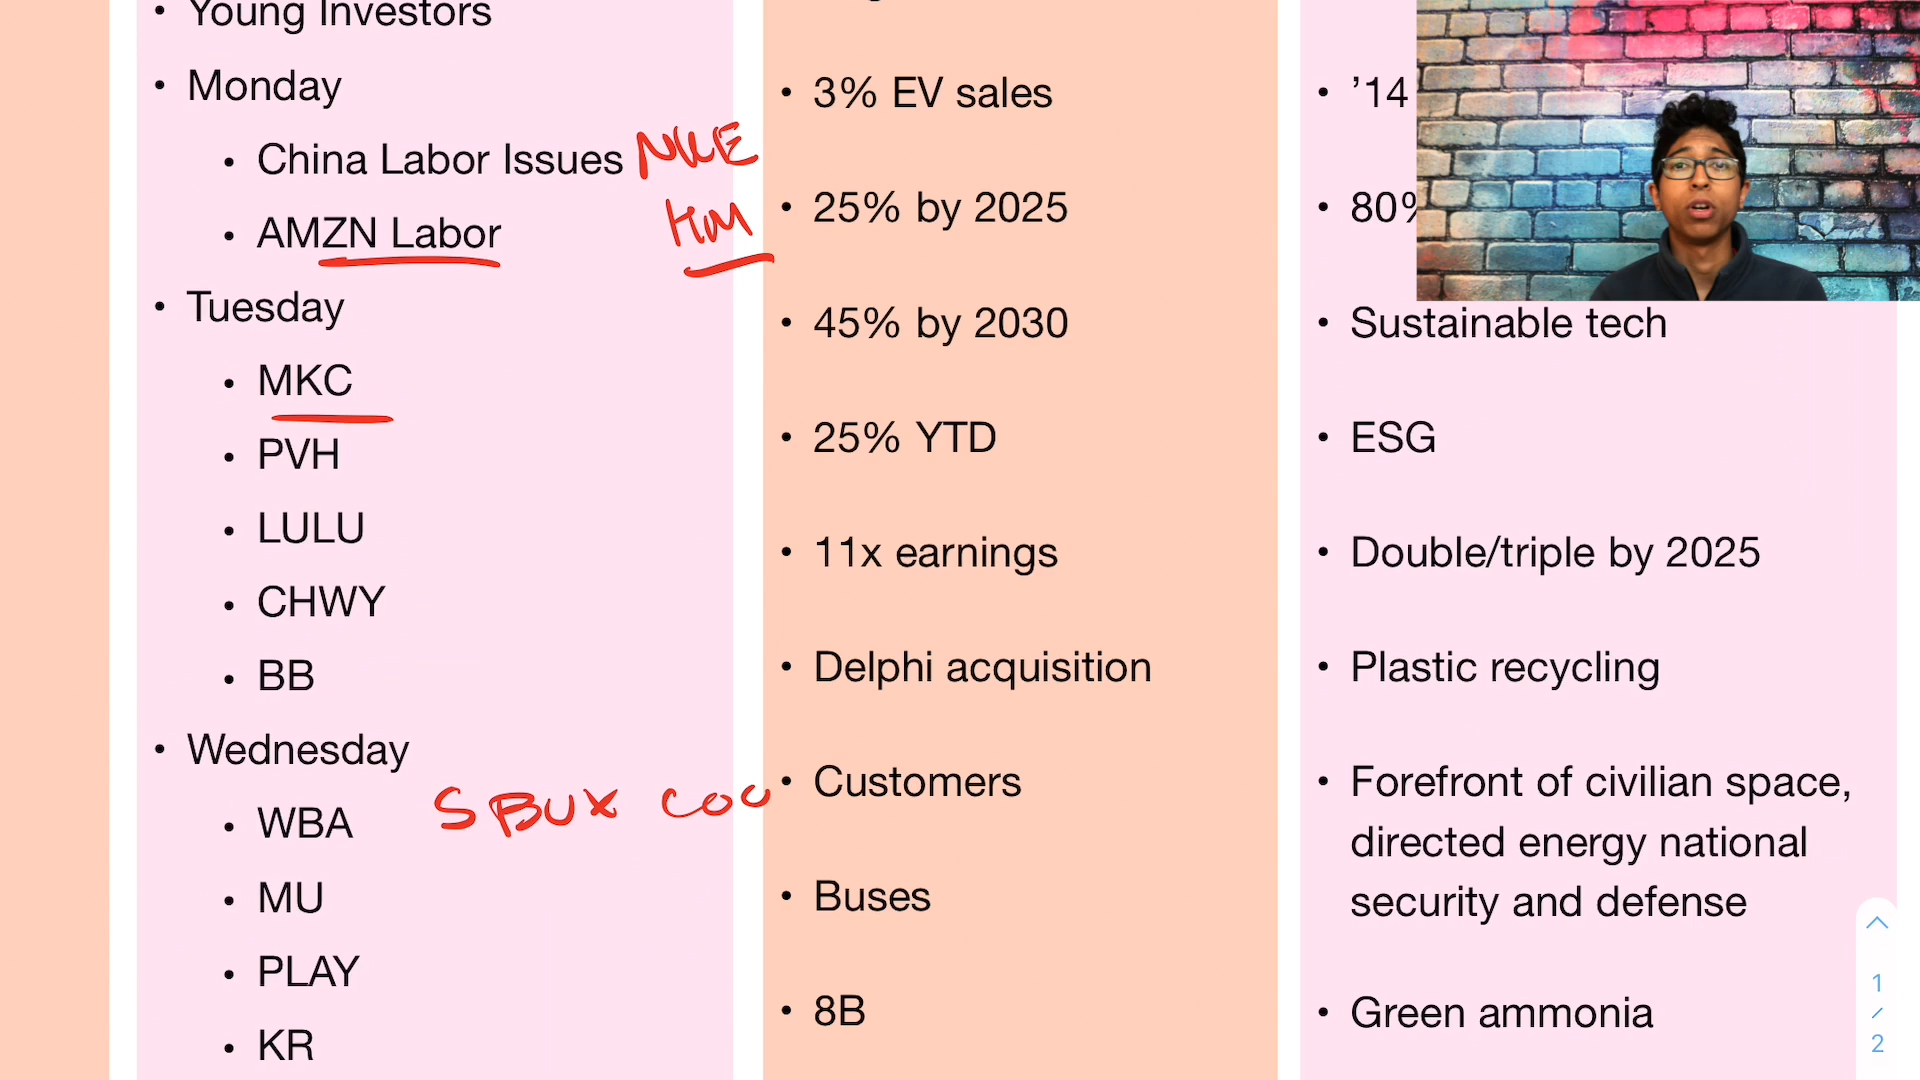 • Young Investors
• Monday
• China Labor Issues NKE
• AMZN Labor HM
• Tuesday
• MKC
• PVH
• LULU
• CHWY
• BB
• Wednesday
SBUX COO
• WBA
• MU
• PLAY
• KR
• 3% EV sales
• 25% by 2025
• 45% by 2030
• 25% YTD
• 11x earnings
• Delphi acquisition
• Customers
• Buses
• 8B
• ’14
• 80%
• Sustainable tech
• ESG
• Double/triple by 2025
• Plastic recycling
• Forefront of civilian space,
directed energy national
security and defense
• Green ammonia
1
/
2